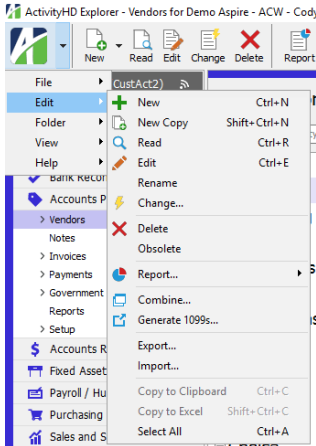 ActivityHD Explorer - Vendors for Demo Aspire - ACW - Cody
New Read Edit Change Delete Report
File CustAct2)
Edit
Folder
View
Help
New Ctrl+N
New Copy Shift+Ctrl+N
Read Ctrl+R
Edit Ctrl+E
Rename
Change...
Delete
Obsolete
Report...
Combine...
Generate 1099s...
Export...
Import...
Copy to Clipboard Ctrl+C
Copy to Excel Shift+Ctrl+C
Select All Ctrl+A
Bank Recon
Accounts P
Vendors
Notes
Invoices
Payments
Government
Reports
Setup
Accounts R
Fixed Asset
Payroll / Hu
Purchasing
Sales and S